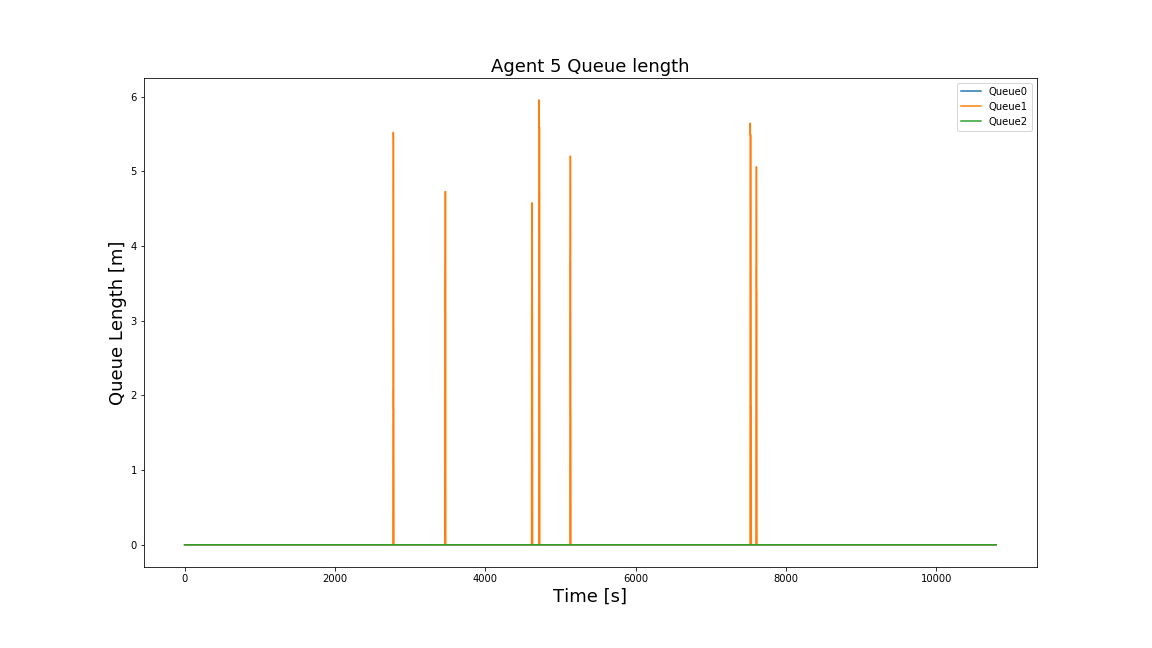 Agent 5 Queue length
Queue0
Queue1
Queue2
Queue Length [m]
6
5
4
3
2
1
0
0 2000 4000 6000 8000 10000
Time [s]